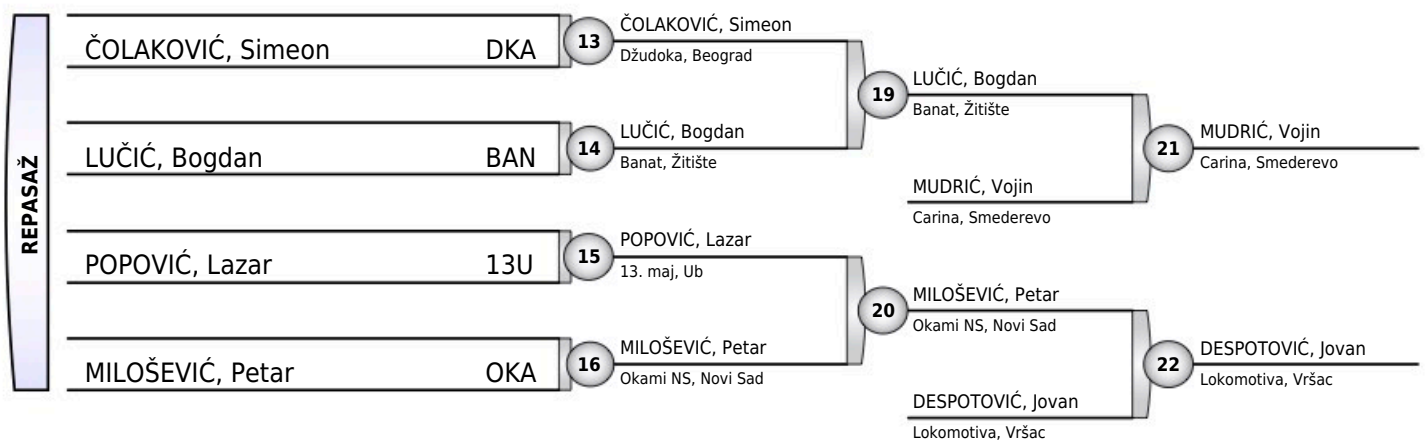 REPASAŽ
ČOLAKOVIĆ, Simeon DKA
13
ČOLAKOVIĆ, Simeon
Džudoka, Beograd
LUČIĆ, Bogdan BAN
14
LUČIĆ, Bogdan
Banat, Žitište
POPOVIĆ, Lazar 13U
15
POPOVIĆ, Lazar
13. maj, Ub
MILOŠEVIĆ, Petar OKA
16
MILOŠEVIĆ, Petar
Okami NS, Novi Sad
19
LUČIĆ, Bogdan
Banat, Žitište
MUDRIĆ, Vojin
Carina, Smederevo
20
MILOŠEVIĆ, Petar
Okami NS, Novi Sad
DESPOTOVIĆ, Jovan
Lokomotiva, Vršac
21
MUDRIĆ, Vojin
Carina, Smederevo
22
DESPOTOVIĆ, Jovan
Lokomotiva, Vršac